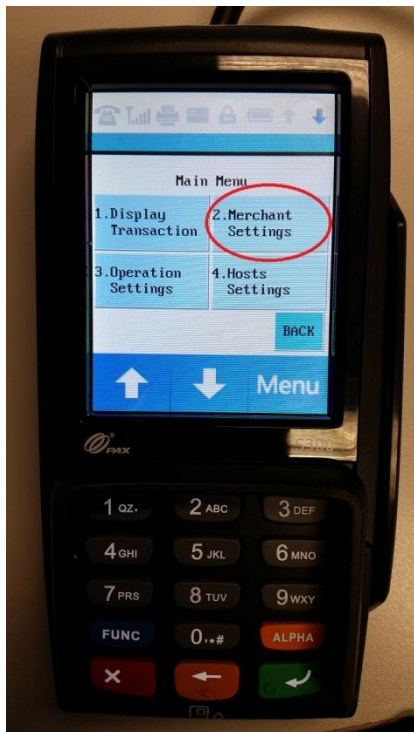 Main Menu
1.Display Transaction
2.Merchant Settings
3.Operation Settings
4.Hosts Settings
BACK
Menu
PAX
S300
1 QZ.
2 ABC
3 DEF
4 GHI
5 JKL
6 MNO
7 PRS
8 TUV
9 WXY
FUNC
0.,*#
ALPHA